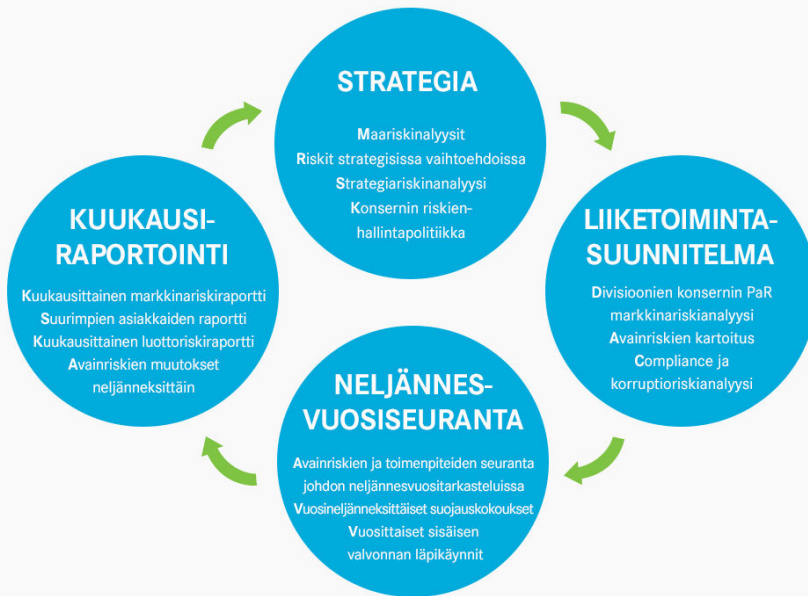 STRATEGIA
Maariskinalyysit
Riskit strategisissa vaihtoehdoissa
Strategiariskinanalyysi
Konsernin riskien-
hallintapolitiikka
LIIKETOIMINTA-
SUUNNITELMA
Divisioonien konsernin PaR
markkinariskianalyysi
Avainriskien kartoitus
Compliance ja
korruptioriskianalyysi
NELJÄNNES-
VUOSISEURANTA
Avainriskien ja toimenpiteiden seuranta
johdon neljännesvuositarkasteluissa
Vuosineljänneksittäiset suojauskokoukset
Vuosittaiset sisäisen
valvonnan läpikäynnit
KUUKAUSI-
RAPORTOINTI
Kuukausittainen markkinariskiraportti
Suurimpien asiakkaiden raportti
Kuukausittainen luottoriskiraportti
Avainriskien muutokset
neljänneksittäin